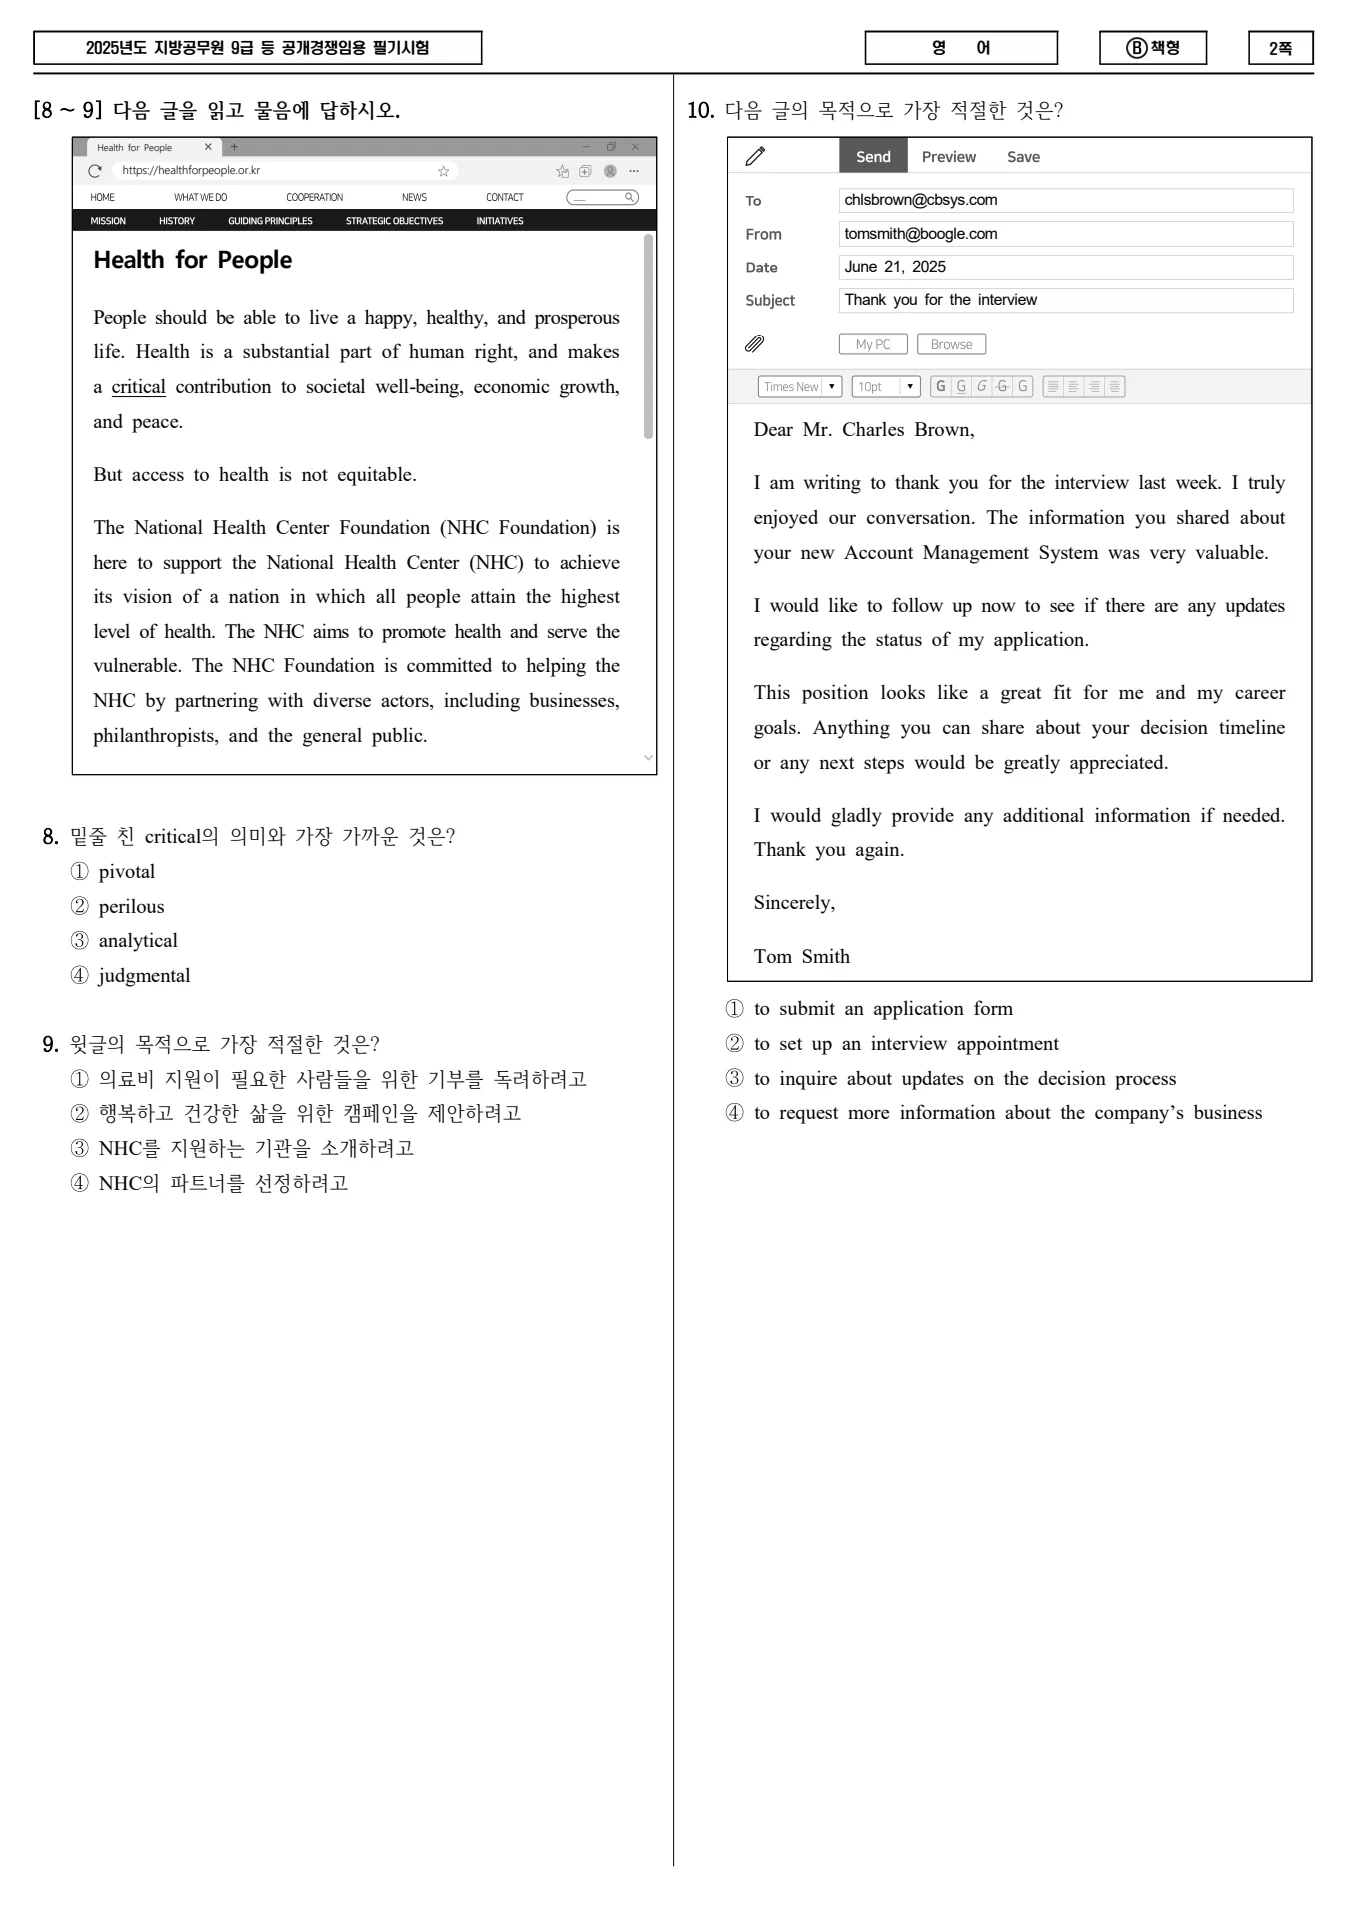 2025년도 지방공무원 9급 등 공개경쟁임용 필기시험
영 어
Ⓑ책형
2쪽
[8 ~ 9] 다음 글을 읽고 물음에 답하시오.
Health for People
https://healthforpeople.or.kr
HOME WHAT WE DO COOPERATION NEWS CONTACT
MISSION HISTORY GUIDING PRINCIPLES STRATEGIC OBJECTIVES INITIATIVES
Health for People
People should be able to live a happy, healthy, and prosperous
life. Health is a substantial part of human right, and makes
a critical contribution to societal well-being, economic growth,
and peace.
But access to health is not equitable.
The National Health Center Foundation (NHC Foundation) is
here to support the National Health Center (NHC) to achieve
its vision of a nation in which all people attain the highest
level of health. The NHC aims to promote health and serve the
vulnerable. The NHC Foundation is committed to helping the
NHC by partnering with diverse actors, including businesses,
philanthropists, and the general public.
8. 밑줄 친 critical의 의미와 가장 가까운 것은?
① pivotal
② perilous
③ analytical
④ judgmental
9. 윗글의 목적으로 가장 적절한 것은?
① 의료비 지원이 필요한 사람들을 위한 기부를 독려하려고
② 행복하고 건강한 삶을 위한 캠페인을 제안하려고
③ NHC를 지원하는 기관을 소개하려고
④ NHC의 파트너를 선정하려고
10. 다음 글의 목적으로 가장 적절한 것은?
Send Preview Save
To chlsbrown@cbsys.com
From tomsmith@boogle.com
Date June 21, 2025
Subject Thank you for the interview
My PC Browse
Times New 10pt G G G G G
Dear Mr. Charles Brown,
I am writing to thank you for the interview last week. I truly
enjoyed our conversation. The information you shared about
your new Account Management System was very valuable.
I would like to follow up now to see if there are any updates
regarding the status of my application.
This position looks like a great fit for me and my career
goals. Anything you can share about your decision timeline
or any next steps would be greatly appreciated.
I would gladly provide any additional information if needed.
Thank you again.
Sincerely,
Tom Smith
① to submit an application form
② to set up an interview appointment
③ to inquire about updates on the decision process
④ to request more information about the company's business